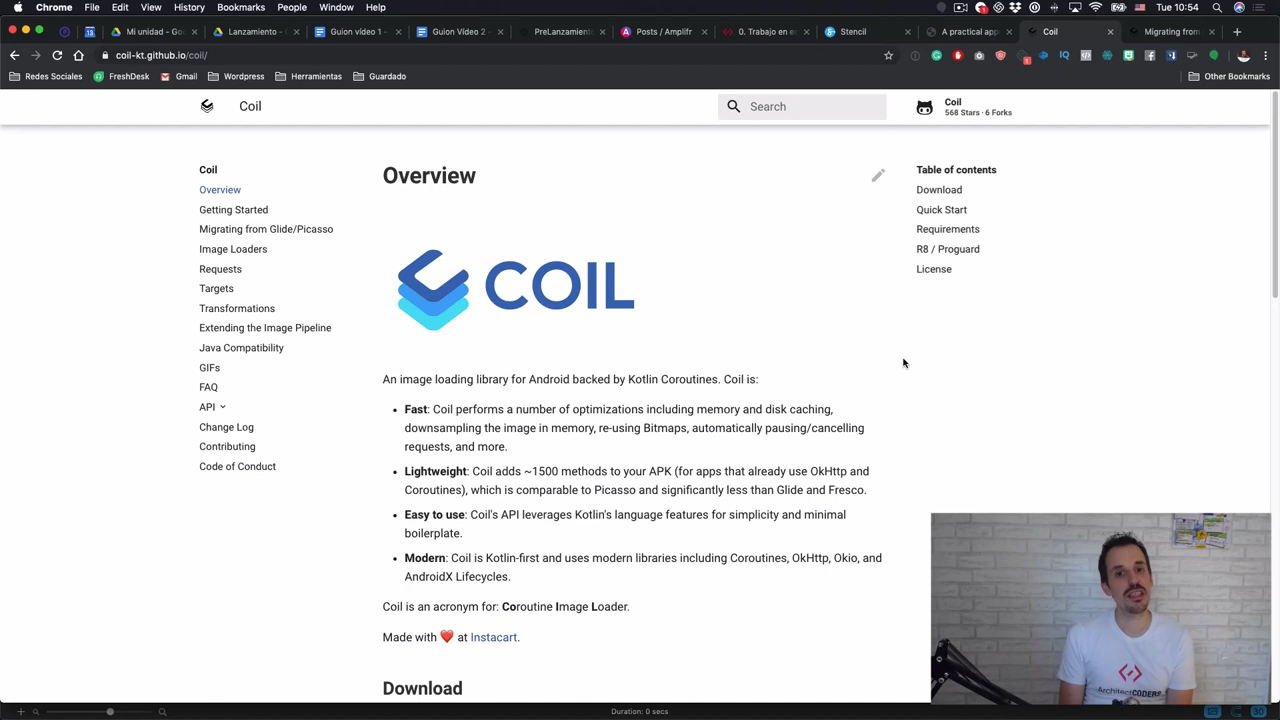 Chrome File Edit View History Bookmarks People Window Help
Tue 10:54
Mi unidad - Go
Lanzamiento -
Guion vídeo 1 -
Guion Vídeo 2 -
PreLanzamiento
Posts / Amplifr
0. Trabajo en e
Stencil
A practical app
Coil
Migrating from
coil-kt.github.io/coil/
Redes Sociales FreshDesk Gmail Wordpress Herramientas Guardado Other Bookmarks
Coil
Search
Coil
568 Stars · 6 Forks
Coil
Overview
Getting Started
Migrating from Glide/Picasso
Image Loaders
Requests
Targets
Transformations
Extending the Image Pipeline
Java Compatibility
GIFs
FAQ
API
Change Log
Contributing
Code of Conduct
Overview
COIL
An image loading library for Android backed by Kotlin Coroutines. Coil is:
• Fast: Coil performs a number of optimizations including memory and disk caching,
downsampling the image in memory, re-using Bitmaps, automatically pausing/cancelling
requests, and more.
• Lightweight: Coil adds ~1500 methods to your APK (for apps that already use OkHttp and
Coroutines), which is comparable to Picasso and significantly less than Glide and Fresco.
• Easy to use: Coil's API leverages Kotlin's language features for simplicity and minimal
boilerplate.
• Modern: Coil is Kotlin-first and uses modern libraries including Coroutines, OkHttp, Okio, and
AndroidX Lifecycles.
Coil is an acronym for: Coroutine Image Loader.
Made with ❤️ at Instacart.
Download
Table of contents
Download
Quick Start
Requirements
R8 / Proguard
License
ArchitectCODERS
Duration: 0 secs
30